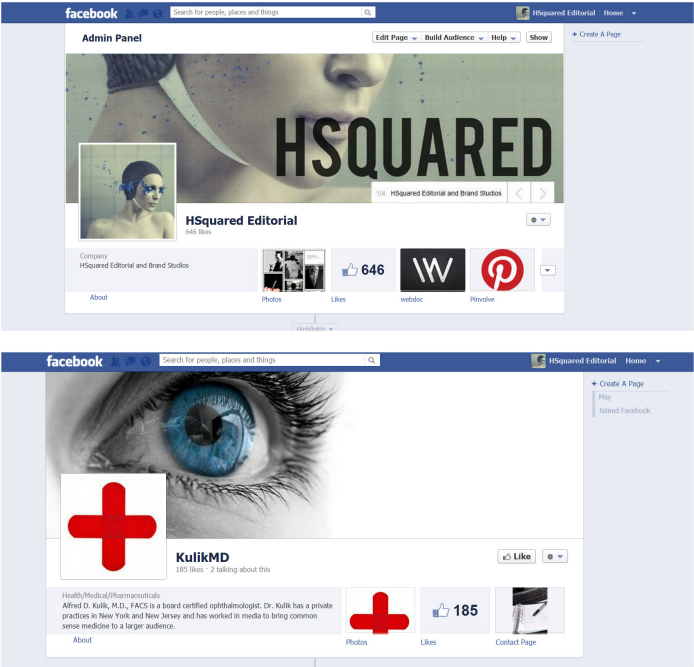 facebook
Search for people, places and things
HSquared Editorial Home
Admin Panel
Edit Page
Build Audience
Help
Show
+ Create A Page
HSQUARED
1/4 HSquared Editorial and Brand Studios
HSquared Editorial
646 likes
Company
HSquared Editorial and Brand Studios
About
Photos
646
Likes
webdoc
Pinvolve
Highlights
facebook
Search for people, places and things
HSquared Editorial Home
+ Create A Page
May
Joined Facebook
KulikMD
185 likes · 2 talking about this
Like
Health/Medical/Pharmaceuticals
Alfred D. Kulik, M.D., FACS is a board certified ophthalmologist. Dr. Kulik has a private
practices in New York and New Jersey and has worked in media to bring common
sense medicine to a larger audience.
About
Photos
185
Likes
Contact Page